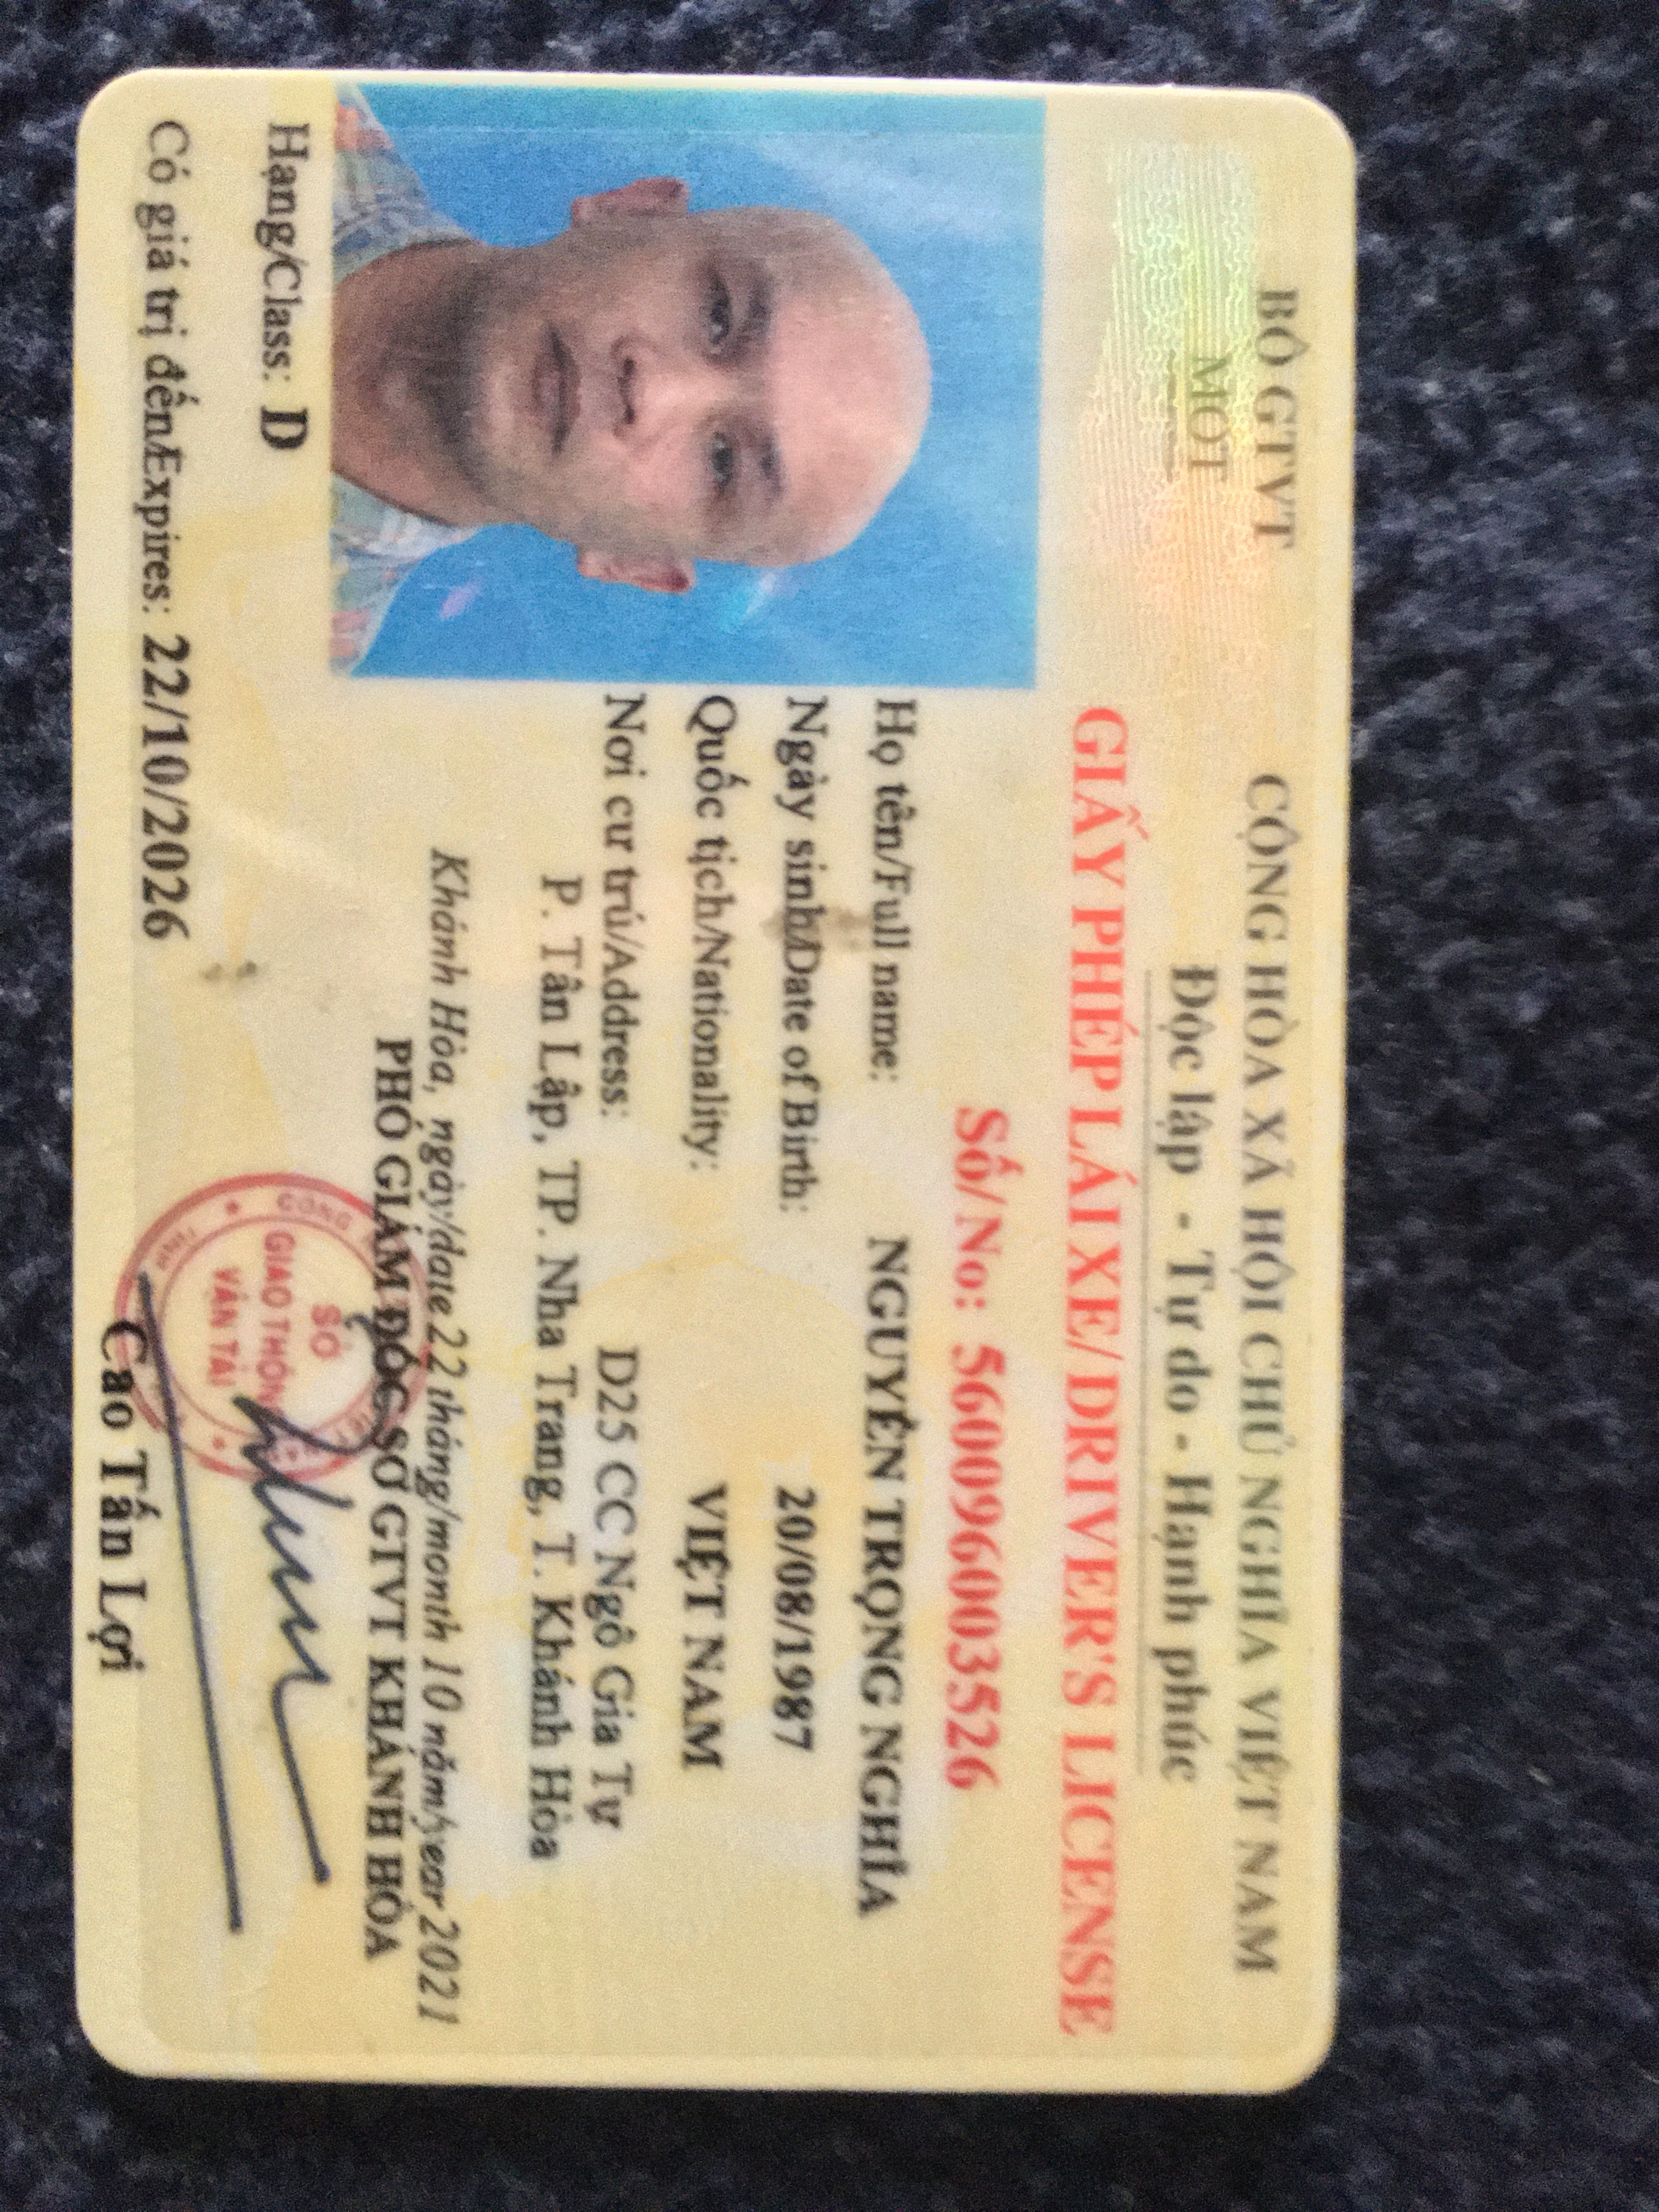 BỘ GTVT
MOT
CỘNG HÒA XÃ HỘI CHỦ NGHĨA VIỆT NAM
Độc lập - Tự do - Hạnh phúc
GIẤY PHÉP LÁI XE/DRIVER'S LICENSE
Số/No: 560096003526
Họ tên/Full name: NGUYỄN TRỌNG NGHĨA
Ngày sinh/Date of Birth: 20/08/1987
Quốc tịch/Nationality: VIỆT NAM
Nơi cư trú/Address: D25 CC Ngô Gia Tự
P. Tân Lập, TP. Nha Trang, T. Khánh Hòa
Khánh Hòa, ngày/date 22 tháng/month 10 năm/year 2021
PHÓ GIÁM ĐỐC SỞ GTVT KHÁNH HÒA
Hạng/Class: D
Có giá trị đến/Expires: 22/10/2026
SỞ
GIAO THÔNG
VẬN TẢI
Cao Tấn Lợi